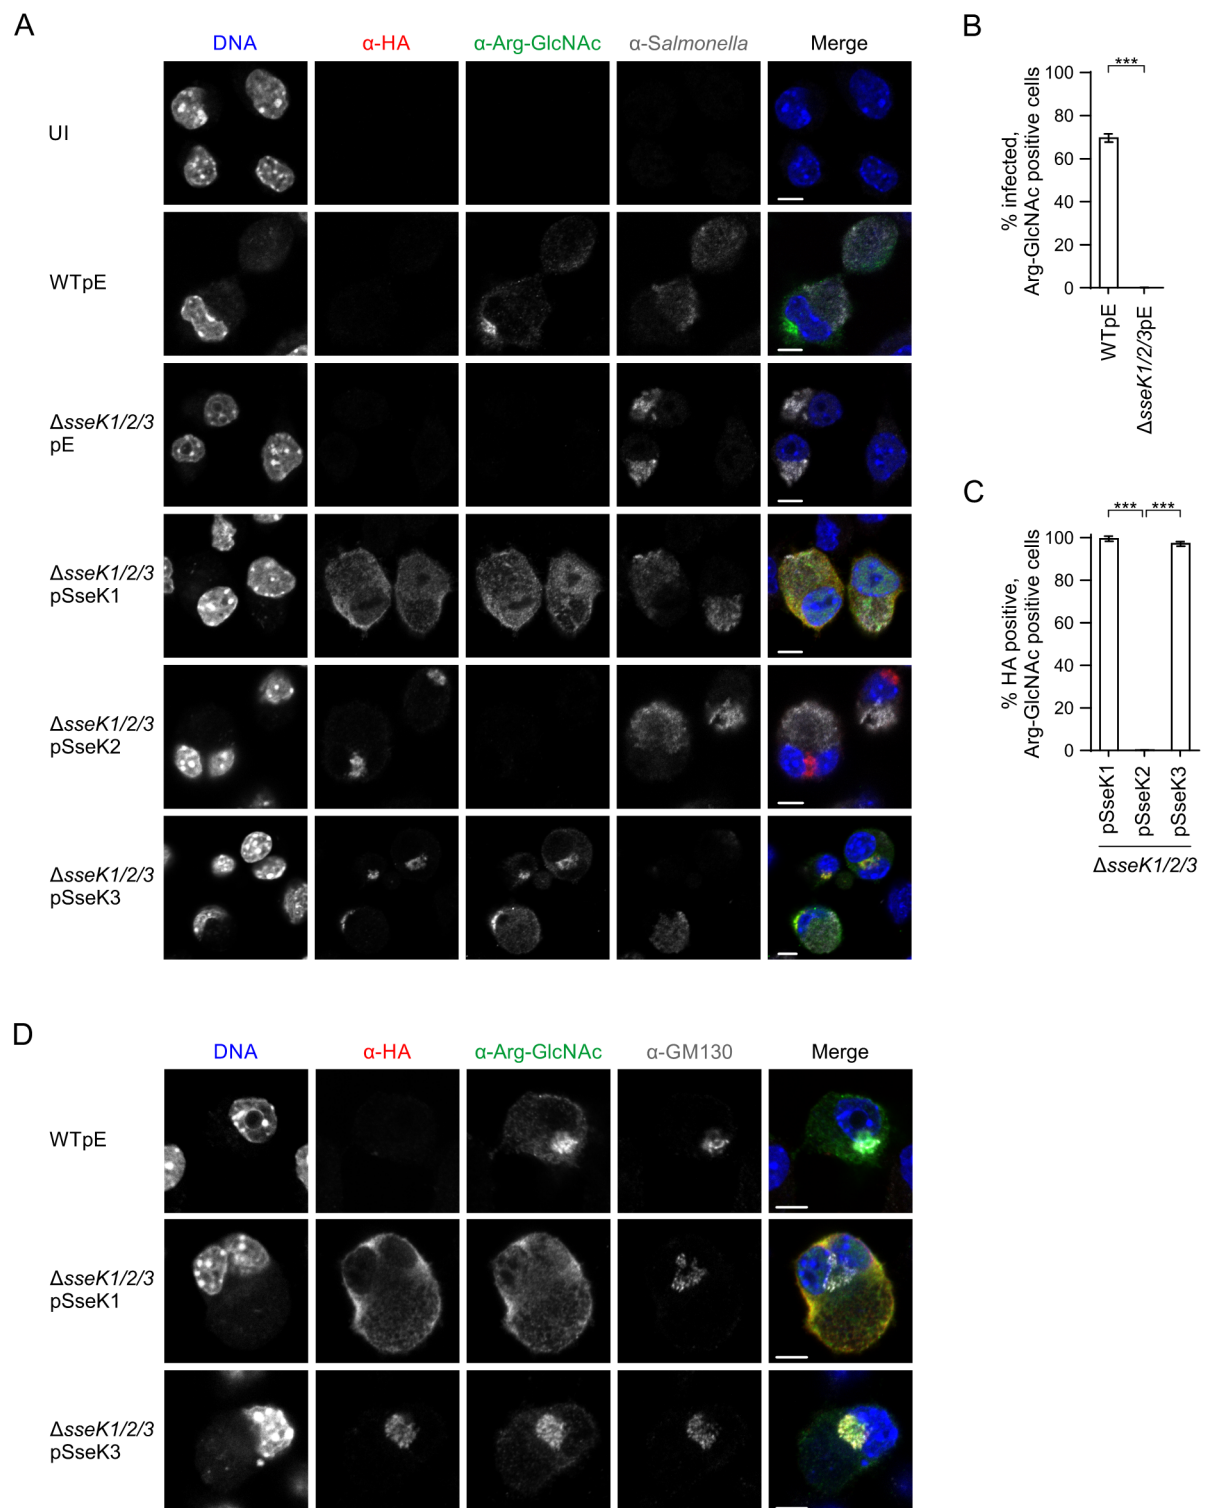 A
DNA
α-HA
α-Arg-GlcNAc
α-Salmonella
Merge
UI
WTpE
ΔsseK1/2/3
pE
ΔsseK1/2/3
pSseK1
ΔsseK1/2/3
pSseK2
ΔsseK1/2/3
pSseK3
B
% infected,
Arg-GlcNAc positive cells
100
80
60
40
20
0
***
WTpE
ΔsseK1/2/3pE
C
% HA positive,
Arg-GlcNAc positive cells
100
80
60
40
20
0
*** ***
pSseK1
pSseK2
pSseK3
ΔsseK1/2/3
D
DNA
α-HA
α-Arg-GlcNAc
α-GM130
Merge
WTpE
ΔsseK1/2/3
pSseK1
ΔsseK1/2/3
pSseK3